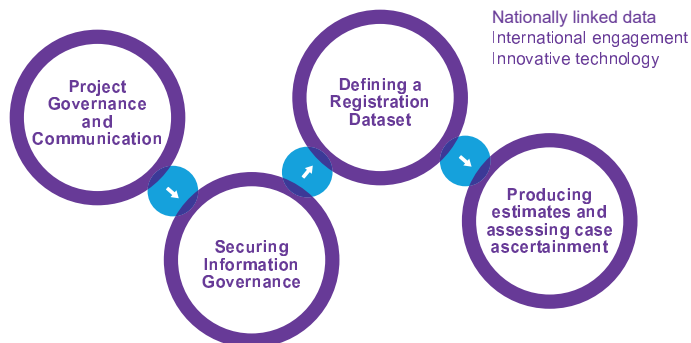 Nationally linked data
International engagement
Innovative technology
Project
Governance
and
Communication
Securing
Information
Governance
Defining a
Registration
Dataset
Producing
estimates and
assessing case
ascertainment